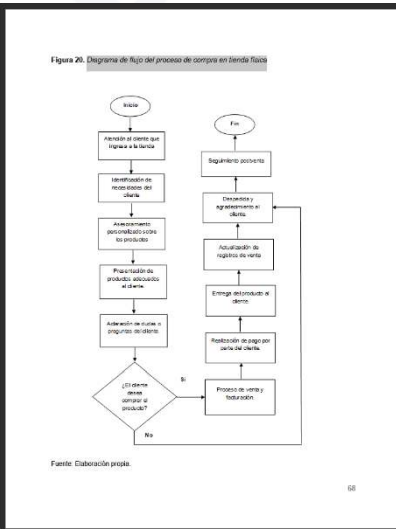 Figura 20. Diagrama de flujo del proceso de compra en tienda física
Inicio
Atención al cliente que
ingresa a la tienda
Identificación de
necesidades del
cliente
Asesoramiento
personalizado sobre
los productos
Presentación de
productos adecuados
al cliente.
Aclaración de dudas o
preguntas del cliente
¿El cliente
desea
comprar el
producto?
Si
No
Proceso de venta y
facturación.
Realización de pago por
parte del cliente.
Entrega del producto al
cliente.
Actualización de
registros de venta
Despedida y
agradecimiento al
cliente.
Seguimiento postventa
Fin
Fuente: Elaboración propia.
68